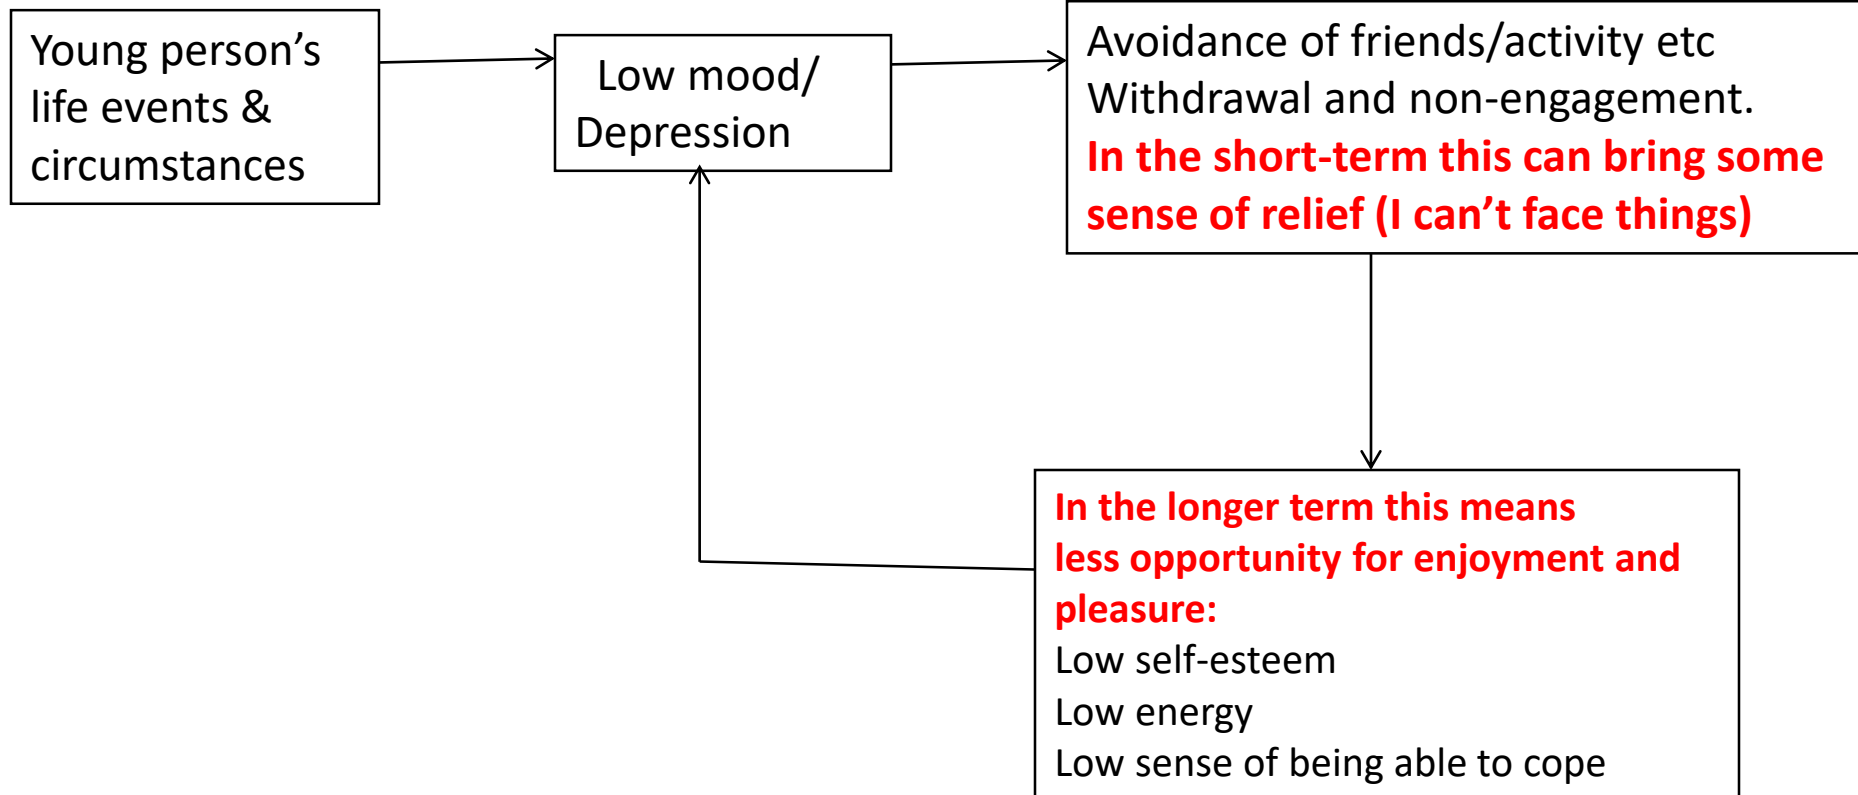 Young person’s
life events &
circumstances
Low mood/
Depression
Avoidance of friends/activity etc
Withdrawal and non-engagement.
In the short-term this can bring some
sense of relief (I can’t face things)
In the longer term this means
less opportunity for enjoyment and
pleasure:
Low self-esteem
Low energy
Low sense of being able to cope